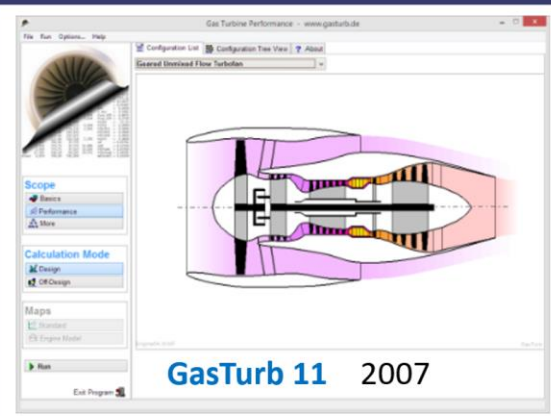 Gas Turbine Performance - www.gasturb.de
File Run Options... Help
Configuration List Configuration Tree View ? About
Geared Unmixed Flow Turbofan
Scope
Basics
Performance
More
Calculation Mode
Design
Off-Design
Maps
Standard
Engine Model
Run
Exit Program
GasTurb 11 2007